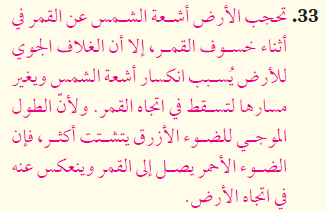 33. تحجب الأرض أشعة الشمس عن القمر في
أثناء خسوف القمر، إلا أن الغلاف الجوي
للأرض يُسبب انكسار أشعة الشمس ويغير
مسارها لتسقط في اتجاه القمر. ولأنّ الطول
الموجي للضوء الأزرق يتشتت أكثر، فإن
الضوء الأحمر يصل إلى القمر وينعكس عنه
في اتجاه الأرض.